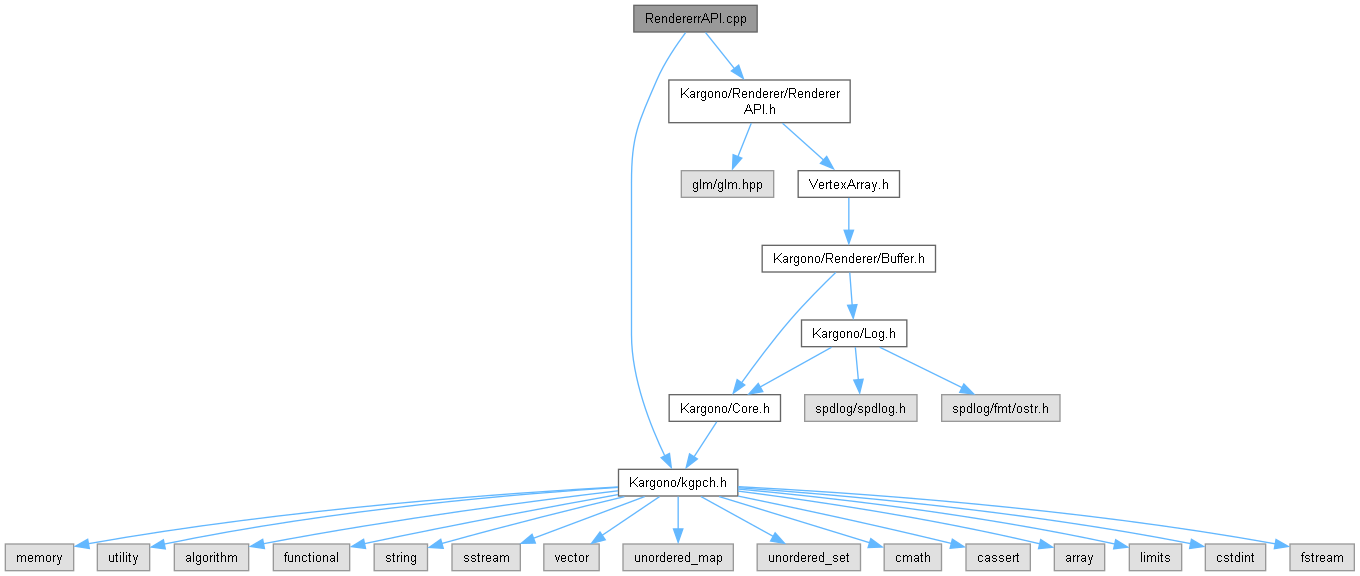 RendererrAPI.cpp
Kargono/Renderer/Renderer
API.h
glm/glm.hpp
VertexArray.h
Kargono/Renderer/Buffer.h
Kargono/Log.h
Kargono/Core.h
spdlog/spdlog.h
spdlog/fmt/ostr.h
Kargono/kgpch.h
memory
utility
algorithm
functional
string
sstream
vector
unordered_map
unordered_set
cmath
cassert
array
limits
cstdint
fstream